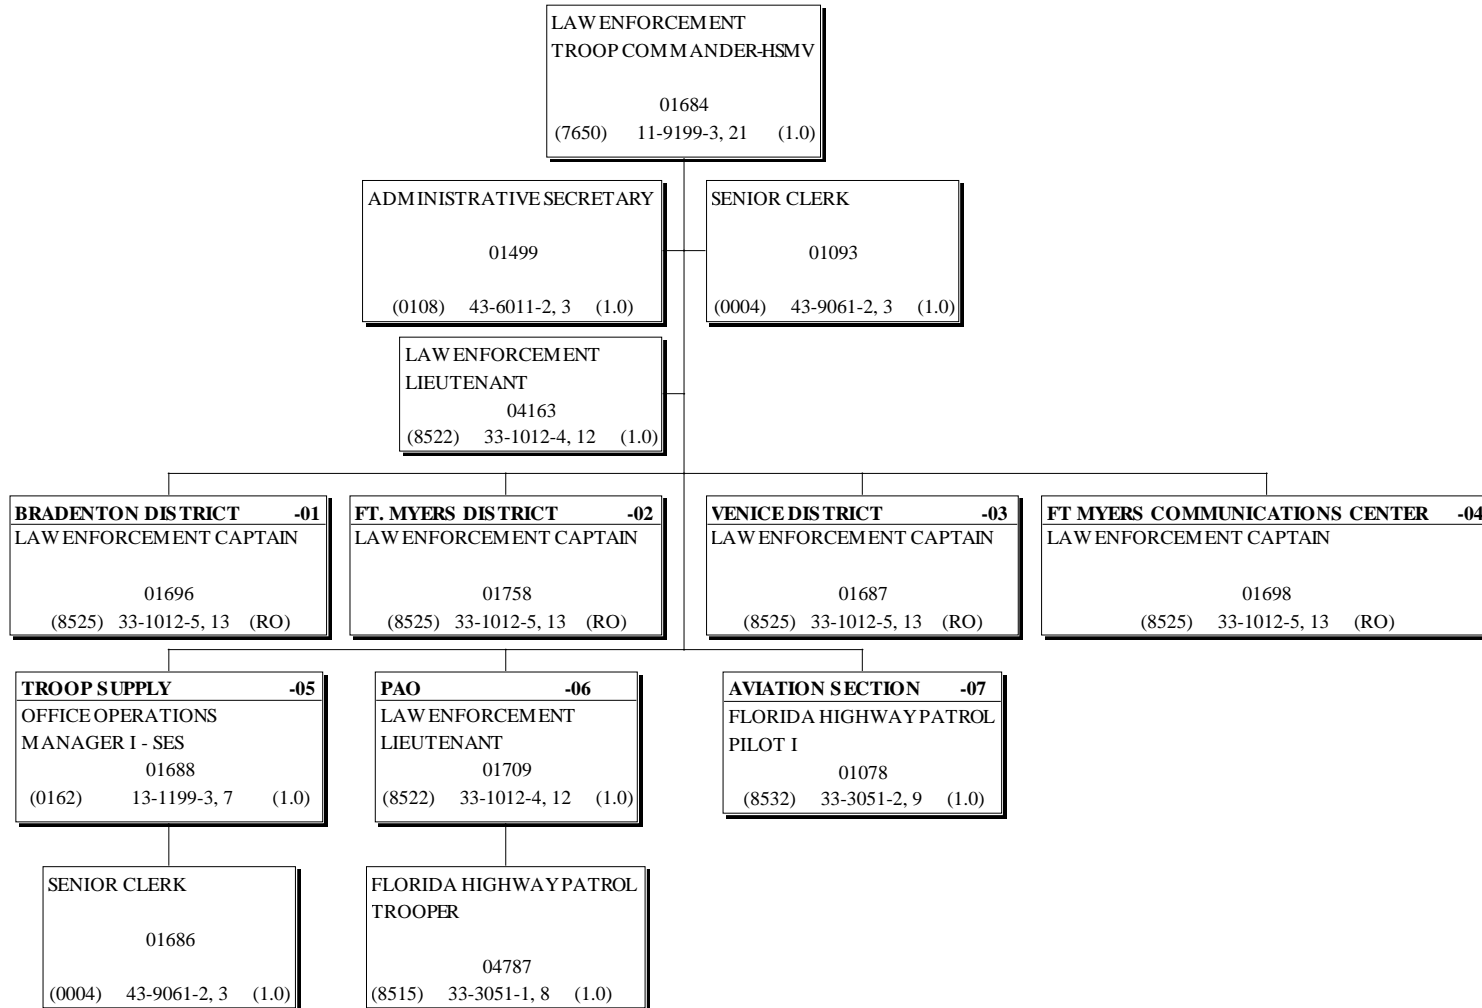 LAW ENFORCEMENT
TROOP COMMANDER-HSMV
01684
(7650) 11-9199-3, 21 (1.0)
ADMINISTRATIVE SECRETARY
01499
(0108) 43-6011-2, 3 (1.0)
SENIOR CLERK
01093
(0004) 43-9061-2, 3 (1.0)
LAW ENFORCEMENT
LIEUTENANT
04163
(8522) 33-1012-4, 12 (1.0)
BRADENTON DISTRICT -01
LAW ENFORCEMENT CAPTAIN
01696
(8525) 33-1012-5, 13 (RO)
FT. MYERS DISTRICT -02
LAW ENFORCEMENT CAPTAIN
01758
(8525) 33-1012-5, 13 (RO)
VENICE DISTRICT -03
LAW ENFORCEMENT CAPTAIN
01687
(8525) 33-1012-5, 13 (RO)
FT MYERS COMMUNICATIONS CENTER -04
LAW ENFORCEMENT CAPTAIN
01698
(8525) 33-1012-5, 13 (RO)
TROOP SUPPLY -05
OFFICE OPERATIONS
MANAGER I - SES
01688
(0162) 13-1199-3, 7 (1.0)
PAO -06
LAW ENFORCEMENT
LIEUTENANT
01709
(8522) 33-1012-4, 12 (1.0)
AVIATION SECTION -07
FLORIDA HIGHWAY PATROL
PILOT I
01078
(8532) 33-3051-2, 9 (1.0)
SENIOR CLERK
01686
(0004) 43-9061-2, 3 (1.0)
FLORIDA HIGHWAY PATROL
TROOPER
04787
(8515) 33-3051-1, 8 (1.0)